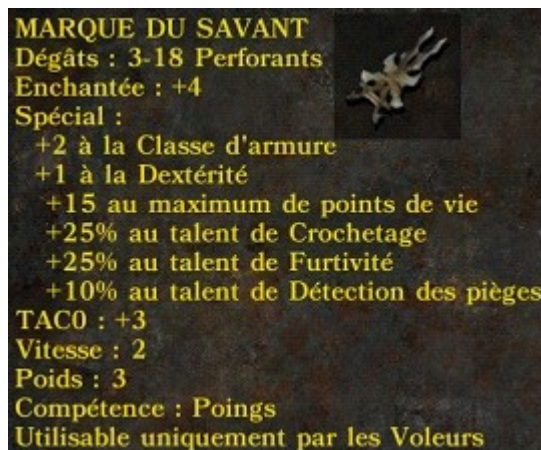 MARQUE DU SAVANT
Dégâts : 3-18 Perforants
Enchantée : +4
Spécial :
+2 à la Classe d'armure
+1 à la Dextérité
+15 au maximum de points de vie
+25% au talent de Crochetage
+25% au talent de Furtivité
+10% au talent de Détection des pièges
TAC0 : +3
Vitesse : 2
Poids : 3
Compétence : Poings
Utilisable uniquement par les Voleurs